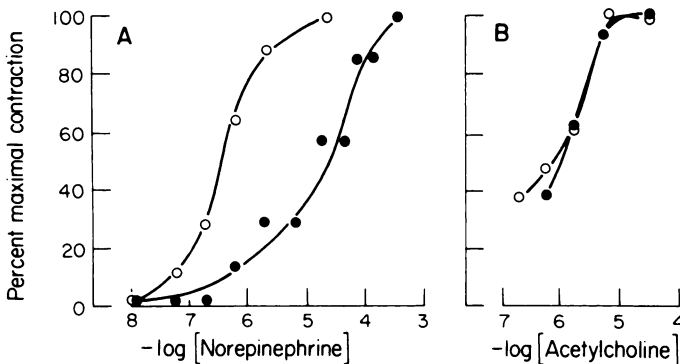 A
B
Percent maximal contraction
100
80
60
40
20
0
8 7 6 5 4 3
7 6 5 4
−log [Norepinephrine]
−log [Acetylcholine]